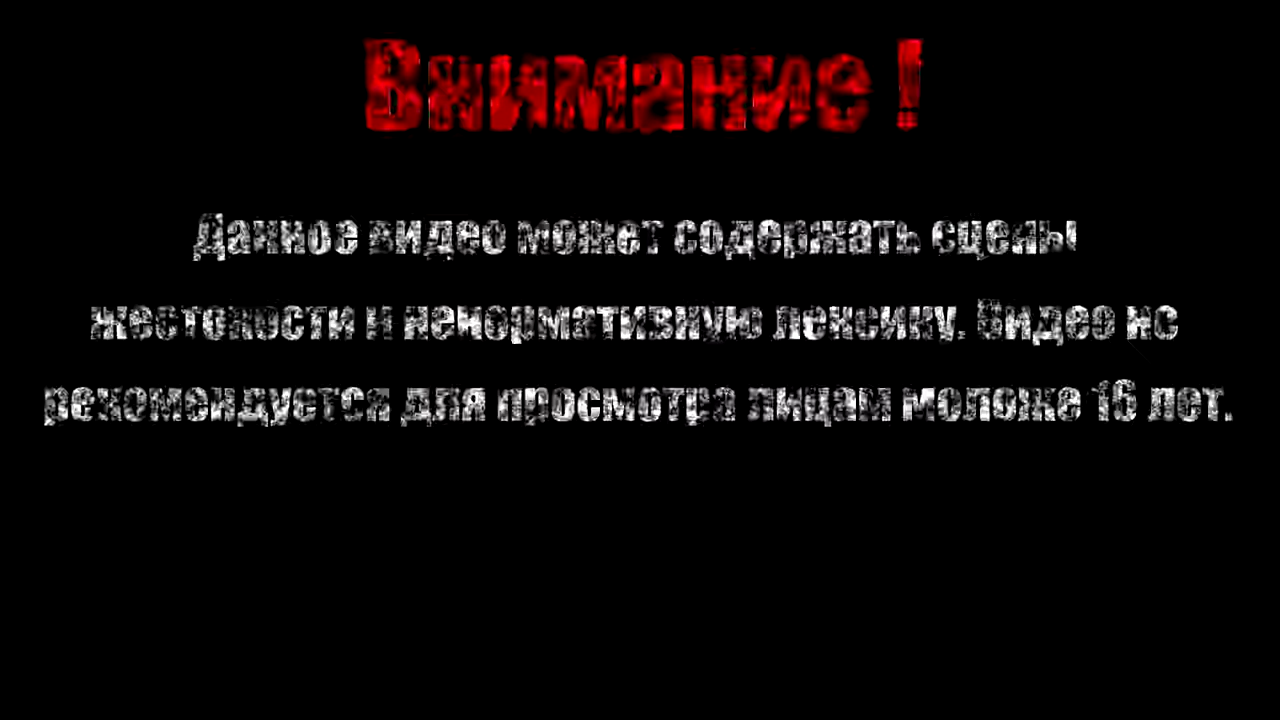 Внимание !
Данное видео может содержать сцены
жестокости и ненормативную лексику. Видео не
рекомендуется для просмотра лицам моложе 16 лет.